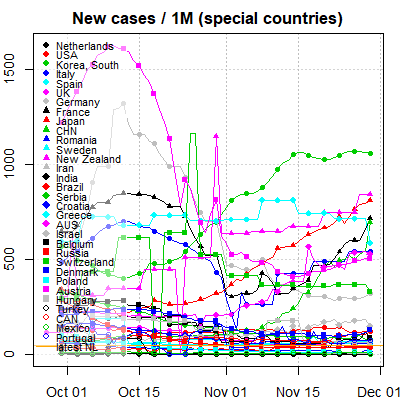 New cases / 1M (special countries)
Netherlands
USA
Korea, South
Italy
Spain
UK
Germany
France
Japan
CHN
Romania
Sweden
New Zealand
Iran
India
Brazil
Serbia
Croatia
Greece
AUS
Israel
Belgium
Russia
Switzerland
Denmark
Poland
Austria
Hungary
Turkey
CAN
Mexico
Portugal
latest NL
0
500
1000
1500
Oct 01
Oct 15
Nov 01
Nov 15
Dec 01